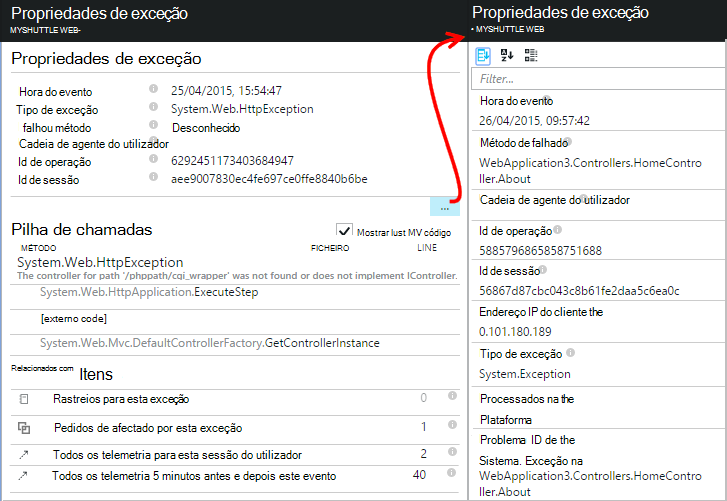 Propriedades de exceção
MYSHUTTLE WEB-
Propriedades de exceção
Hora do evento 25/04/2015, 15:54:47
Tipo de exceção System.Web.HttpException
falhou método Desconhecido
Cadeia de agente do utilizador
Id de operação 6292451173403684947
Id de sessão aee9007830ec4fe697ce0ffe8840b6be
...
Pilha de chamadas
Mostrar lust MV código
MÉTODO FICHEIRO LINE
System.Web.HttpException
The controller for path '/phppath/cgi_wrapper' was not found or does not implement IController.
System.Web.HttpApplication.ExecuteStep
[externo code]
System.Web.Mvc.DefaultControllerFactory.GetControllerInstance
Relacionados com Itens
Rastreios para esta exceção 0
Pedidos de afectado por esta exceção 1
Todos os telemetria para esta sessão do utilizador 2
Todos os telemetria 5 minutos antes e depois este evento 40
Propriedades de exceção
• MYSHUTTLE WEB
Filter...
Hora do evento
26/04/2015, 09:57:42
Método de falhado
WebApplication3.Controllers.HomeContro
ller.About
Cadeia de agente do utilizador
Id de operação
5885796865858751688
Id de sessão
56867d87cbc043c8b61fe2daa5c6ea0c
Endereço IP do cliente the
0.101.180.189
Tipo de exceção
System.Exception
Processados na the
Plataforma
Problema ID de the
Sistema. Exceção na
WebApplication3.Controllers.HomeContro
ller.About